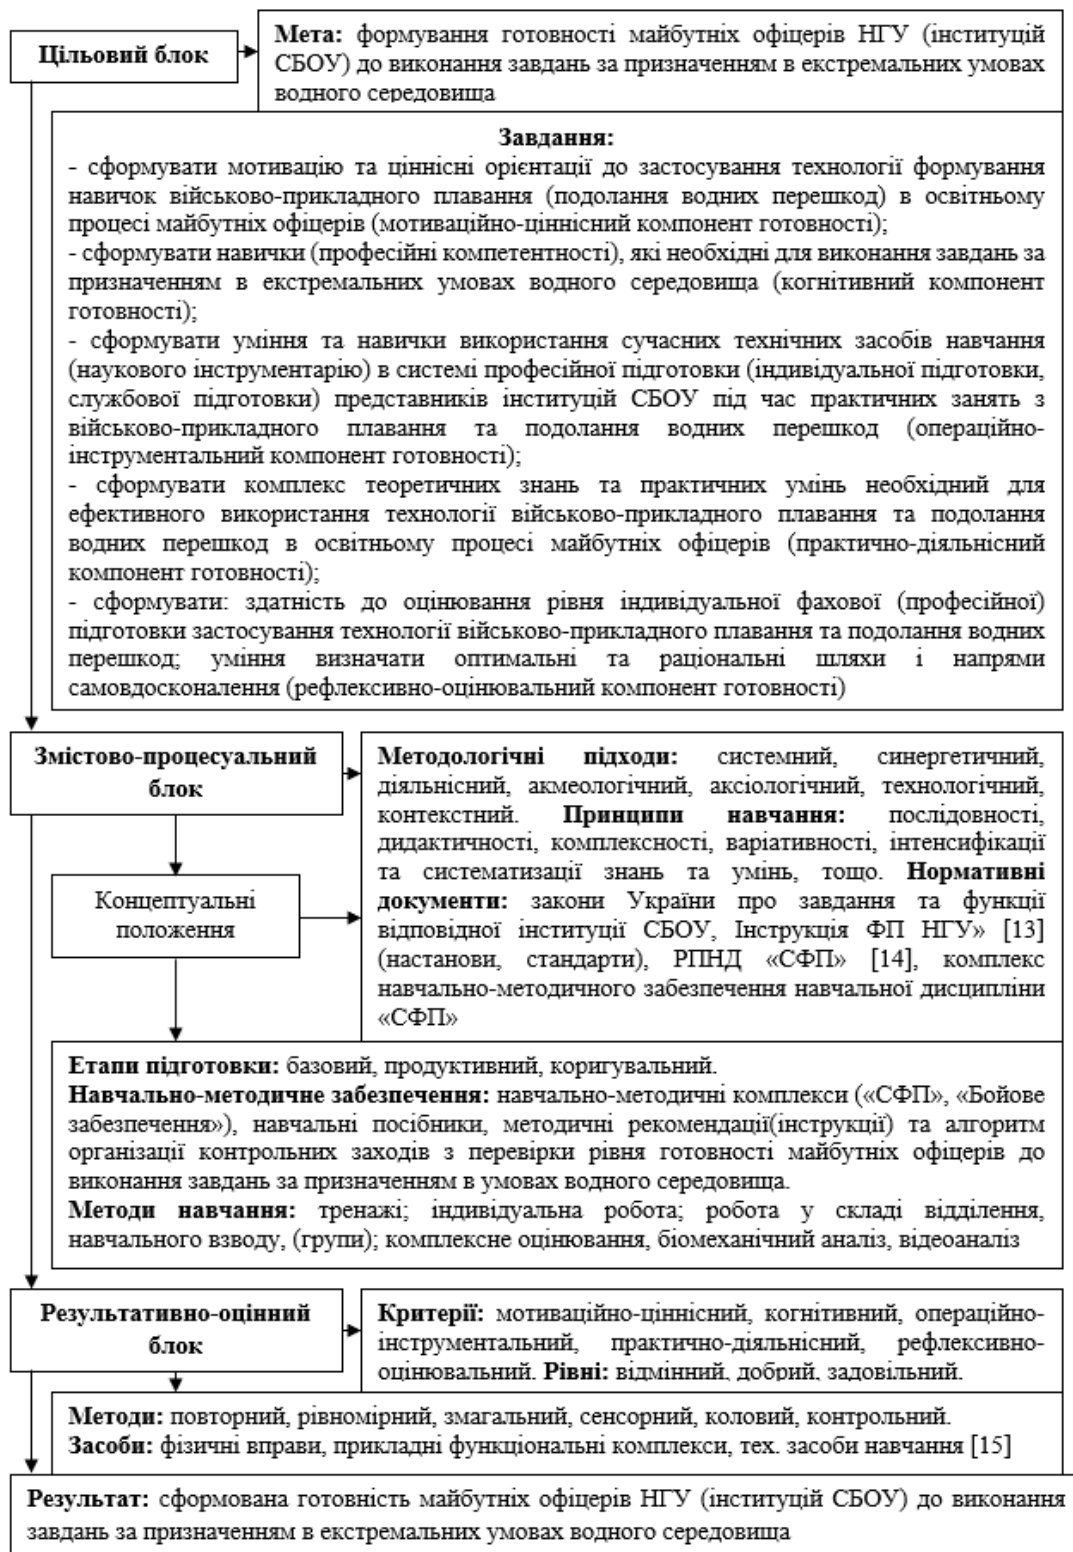 Цільовий блок
Мета: формування готовності майбутніх офіцерів НГУ (інституцій
СБОУ) до виконання завдань за призначенням в екстремальних умовах
водного середовища
Завдання:
- сформувати мотивацію та ціннісні орієнтації до застосування технології формування
навичок військово-прикладного плавання (подолання водних перешкод) в освітньому
процесі майбутніх офіцерів (мотиваційно-ціннісний компонент готовності);
- сформувати навички (професійні компетентності), які необхідні для виконання завдань за
призначенням в екстремальних умовах водного середовища (когнітивний компонент
готовності);
- сформувати уміння та навички використання сучасних технічних засобів навчання
(наукового інструментарію) в системі професійної підготовки (індивідуальної підготовки,
службової підготовки) представників інституцій СБОУ під час практичних занять з
військово-прикладного плавання та подолання водних перешкод (операційно-
інструментальний компонент готовності);
- сформувати комплекс теоретичних знань та практичних умінь необхідний для
ефективного використання технології військово-прикладного плавання та подолання
водних перешкод в освітньому процесі майбутніх офіцерів (практично-діяльнісний
компонент готовності);
- сформувати: здатність до оцінювання рівня індивідуальної фахової (професійної)
підготовки застосування технології військово-прикладного плавання та подолання водних
перешкод; уміння визначати оптимальні та раціональні шляхи і напрями
самовдосконалення (рефлексивно-оцінювальний компонент готовності)
Змістово-процесуальний
блок
Методологічні підходи: системний, синергетичний,
діяльнісний, акмеологічний, аксіологічний, технологічний,
контекстний. Принципи навчання: послідовності,
дидактичності, комплексності, варіативності, інтенсифікації
та систематизації знань та умінь, тощо. Нормативні
документи: закони України про завдання та функції
відповідної інституції СБОУ, Інструкція ФП НГУ» [13]
(настанови, стандарти), РПНД «СФП» [14], комплекс
навчально-методичного забезпечення навчальної дисципліни
«СФП»
Концептуальні
положення
Етапи підготовки: базовий, продуктивний, коригувальний.
Навчально-методичне забезпечення: навчально-методичні комплекси («СФП», «Бойове
забезпечення»), навчальні посібники, методичні рекомендації(інструкції) та алгоритм
організації контрольних заходів з перевірки рівня готовності майбутніх офіцерів до
виконання завдань за призначенням в умовах водного середовища.
Методи навчання: тренажі; індивідуальна робота; робота у складі відділення,
навчального взводу, (групи); комплексне оцінювання, біомеханічний аналіз, відеоаналіз
Результативно-оцінний
блок
Критерії: мотиваційно-ціннісний, когнітивний, операційно-
інструментальний, практично-діяльнісний, рефлексивно-
оцінювальний. Рівні: відмінний, добрий, задовільний.
Методи: повторний, рівномірний, змагальний, сенсорний, коловий, контрольний.
Засоби: фізичні вправи, прикладні функціональні комплекси, тех. засоби навчання [15]
Результат: сформована готовність майбутніх офіцерів НГУ (інституцій СБОУ) до виконання
завдань за призначенням в екстремальних умовах водного середовища